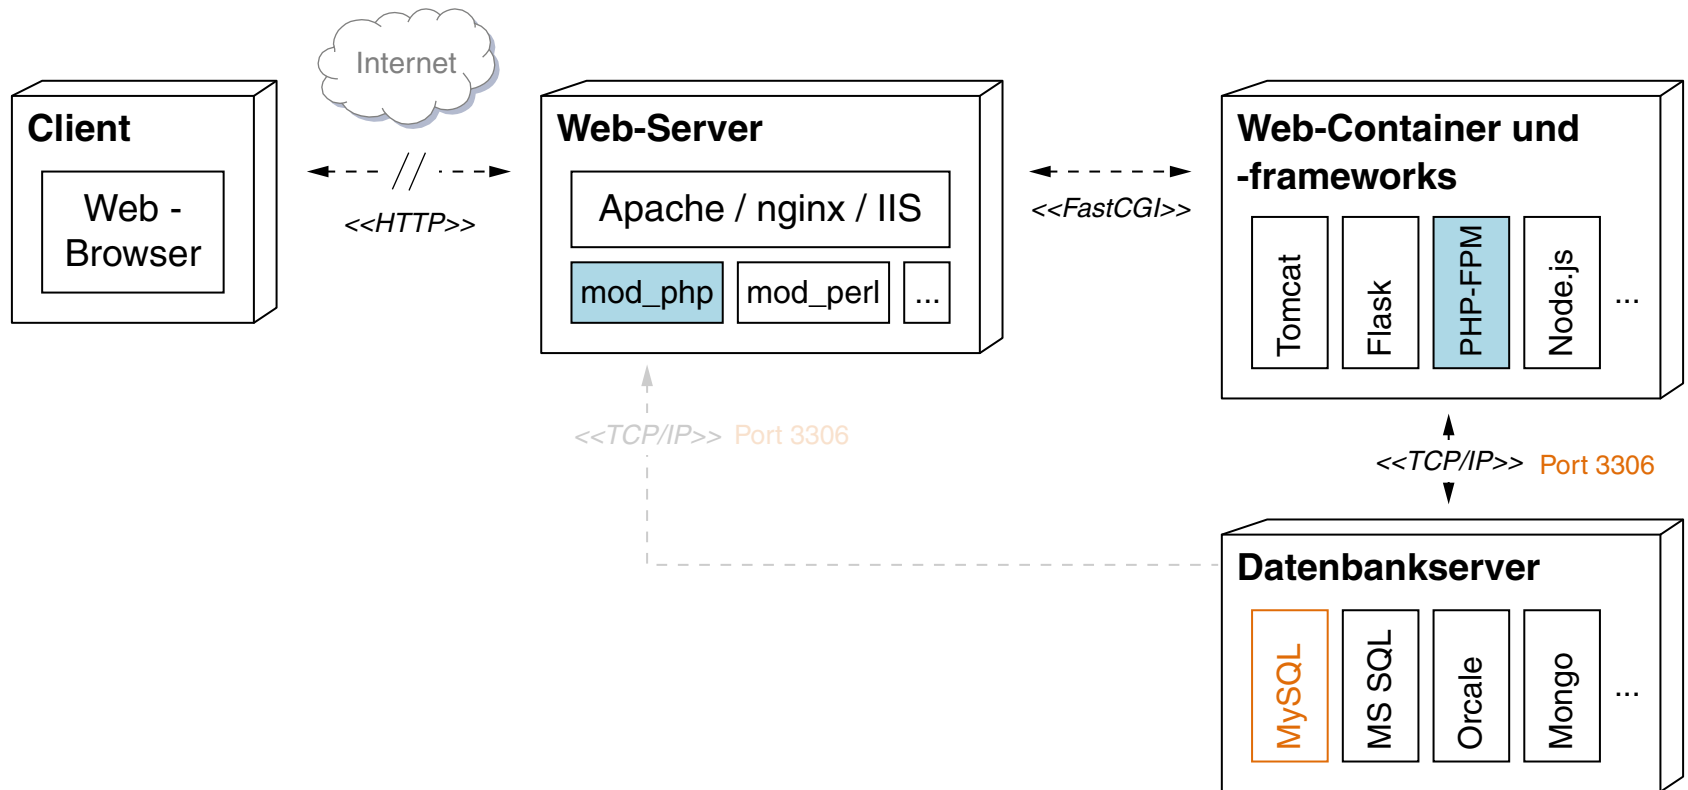 Internet
Client
Web -
Browser
<<HTTP>>
Web-Server
Apache / nginx / IIS
mod_php
mod_perl
...
<<FastCGI>>
Web-Container und
-frameworks
Tomcat
Flask
PHP-FPM
Node.js
...
<<TCP/IP>> Port 3306
<<TCP/IP>> Port 3306
Datenbankserver
MySQL
MS SQL
Orcale
Mongo
...